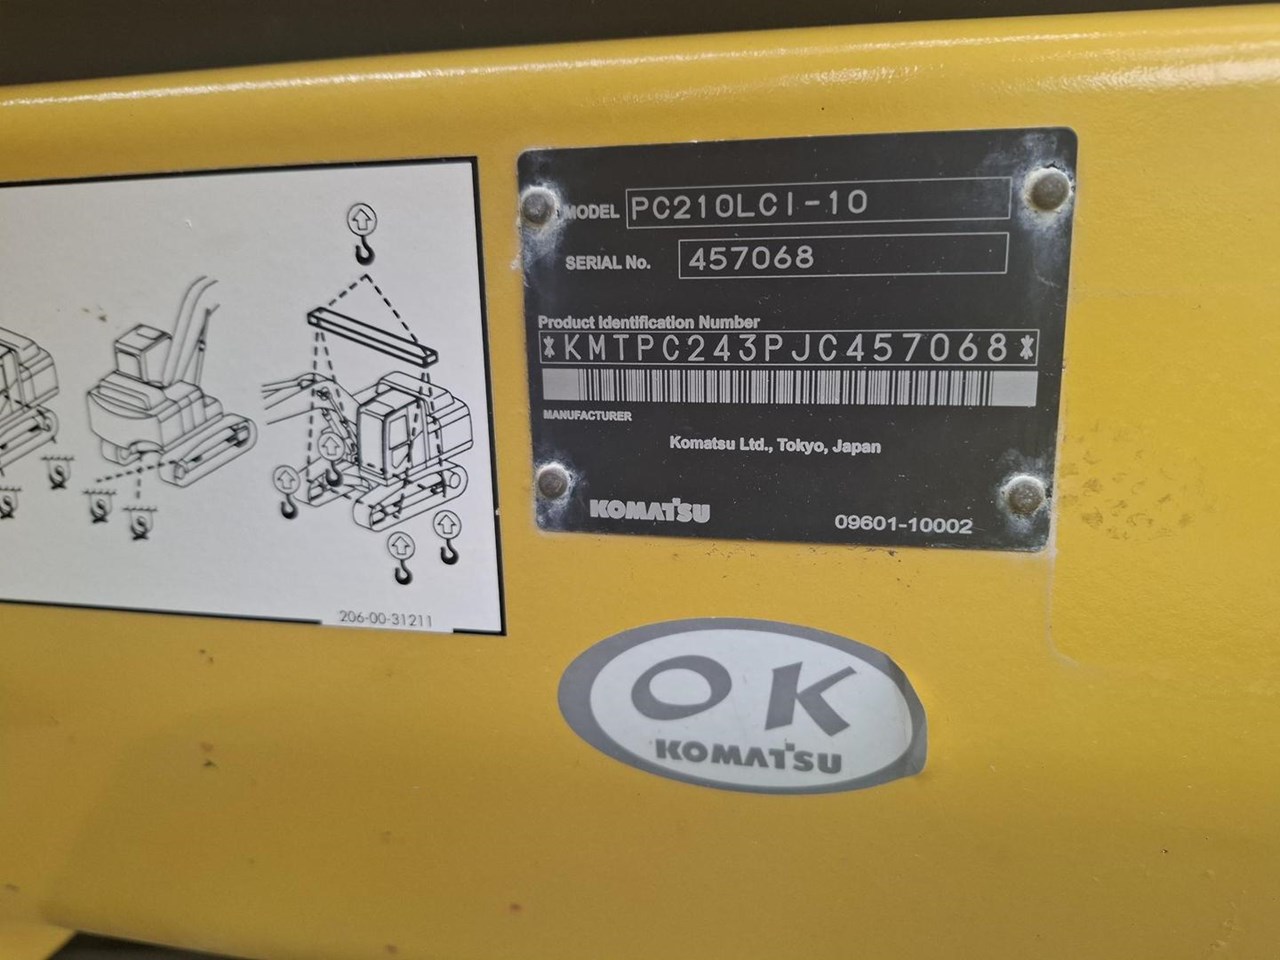 MODEL PC210LCI-10
SERIAL No. 457068
Product Identification Number
*KMTPC243PJC457068*
MANUFACTURER
Komatsu Ltd., Tokyo, Japan
KOMATSU 09601-10002
206-00-31211
OK
KOMATSU